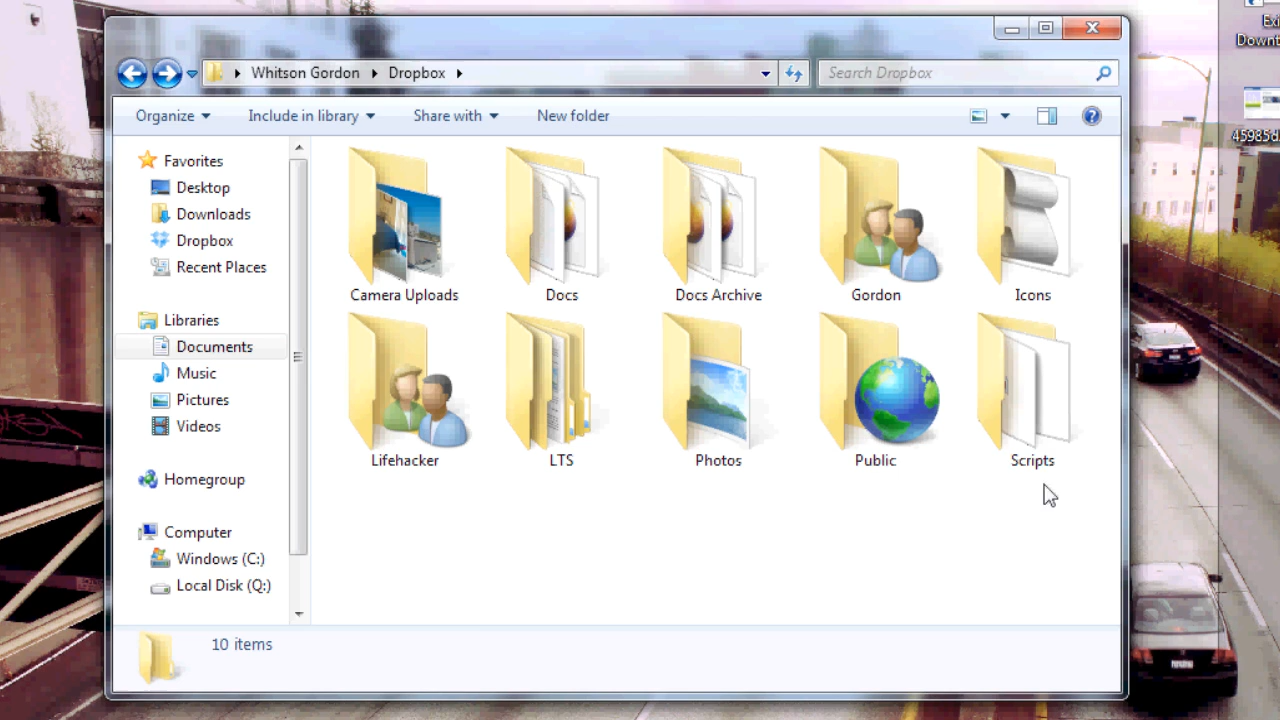 Whitson Gordon Dropbox
Search Dropbox
Organize Include in library Share with New folder
Favorites
Desktop
Downloads
Dropbox
Recent Places
Libraries
Documents
Music
Pictures
Videos
Homegroup
Computer
Windows (C:)
Local Disk (Q:)
Camera Uploads Docs Docs Archive Gordon Icons
Lifehacker LTS Photos Public Scripts
10 items